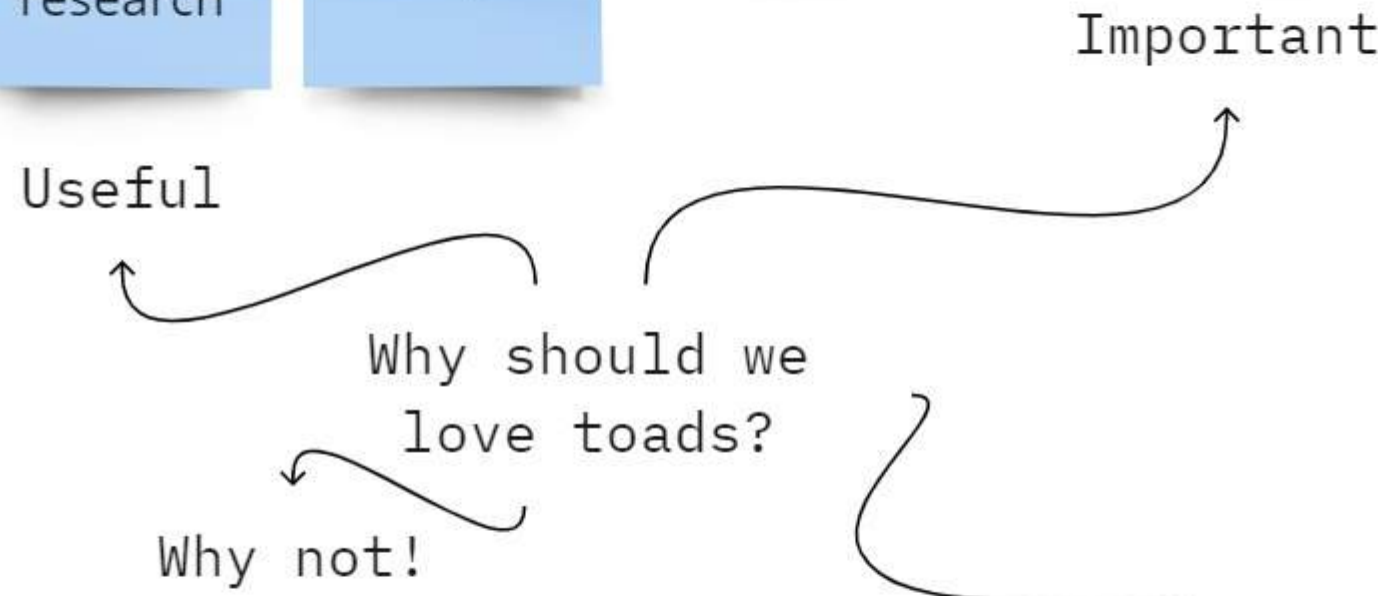 research
Important
Useful
Why should we
love toads?
Why not!